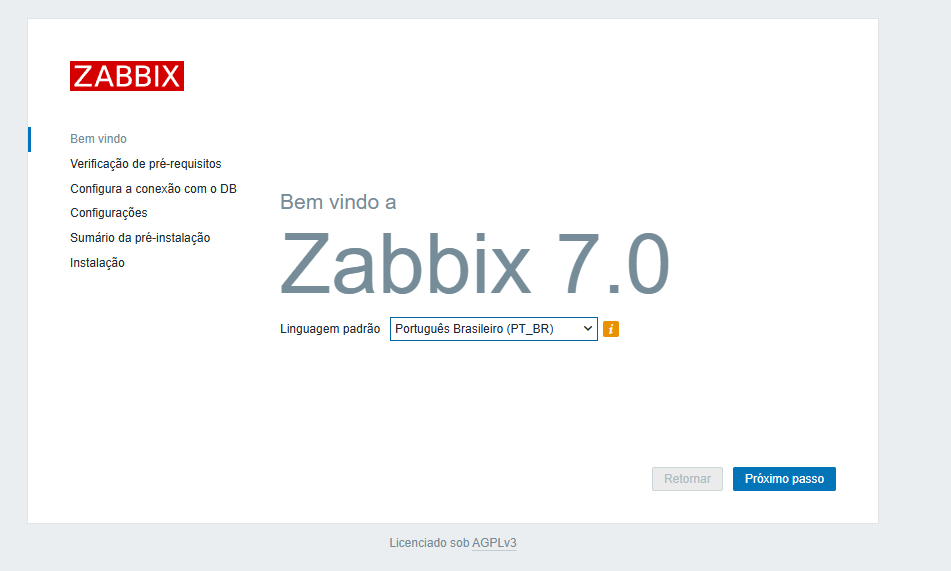 ZABBIX
Bem vindo
Verificação de pré-requisitos
Configura a conexão com o DB
Configurações
Sumário da pré-instalação
Instalação
Bem vindo a
Zabbix 7.0
Linguagem padrão Português Brasileiro (PT_BR) i
Retornar Próximo passo
Licenciado sob AGPLv3